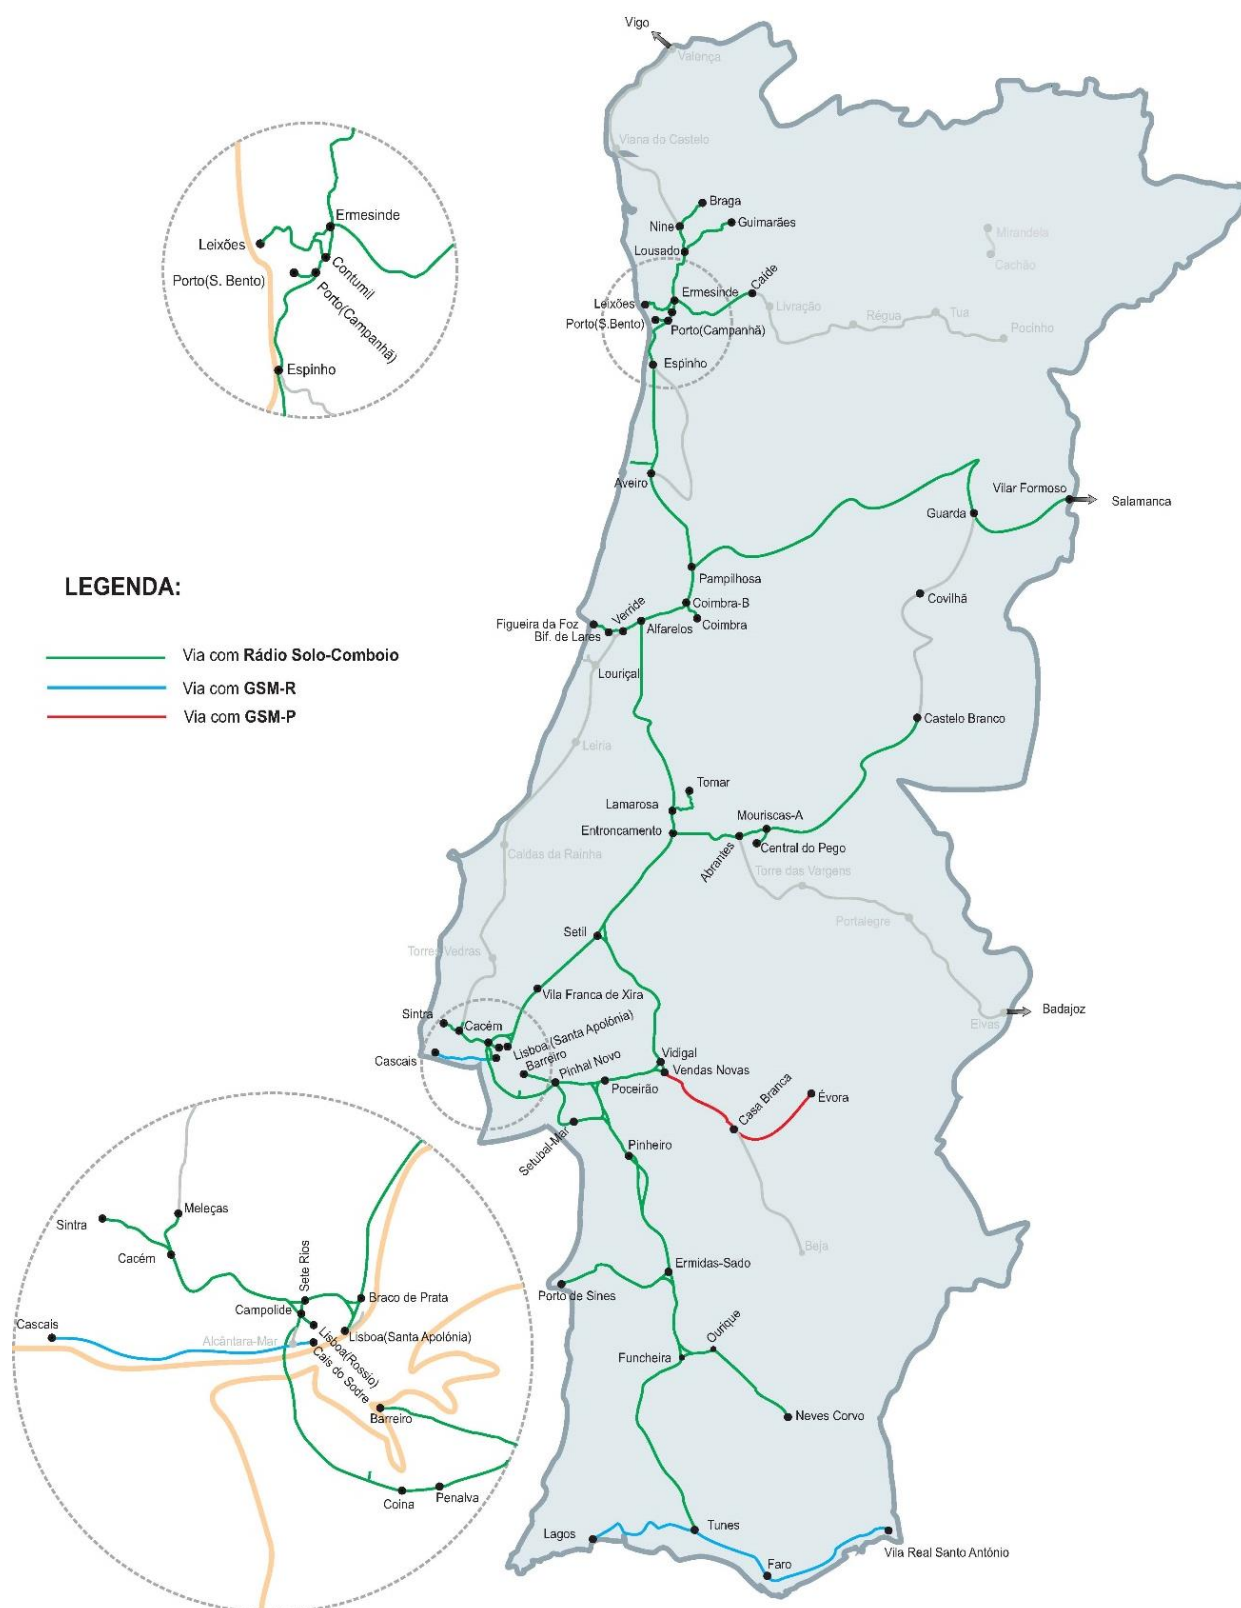 Vigo
Valença
Viana do Castelo
Braga
Nine
Guimarães
Lousado
Mirandela
Cachão
Ermesinde
Caíde
Leixões
Livração
Régua
Tua
Pocinho
Porto(S.Bento)
Porto(Campanhã)
Espinho
Ermesinde
Leixões
Contumil
Porto(S. Bento)
Porto(Campanhã)
Espinho
Aveiro
Vilar Formoso
Salamanca
Guarda
Pampilhosa
Covilhã
LEGENDA:
Via com Rádio Solo-Comboio
Via com GSM-R
Via com GSM-P
Coimbra-B
Verride
Figueira da Foz
Coimbra
Alfarelos
Bif. de Lares
Louriçal
Castelo Branco
Leiria
Tomar
Lamarosa
Mouriscas-A
Entroncamento
Central do Pego
Caldas da Rainha
Abrantes
Torre das Vargens
Portalegre
Setil
Torres Vedras
Vila Franca de Xira
Elvas
Badajoz
Sintra
Cacém
Lisboa (Santa Apolónia)
Cascais
Barreiro
Pinhal Novo
Vidigal
Vendas Novas
Poceirão
Casa Branca
Évora
Setubal-Mar
Pinheiro
Beja
Ermidas-Sado
Porto de Sines
Ourique
Funcheira
Neves Corvo
Meleças
Sintra
Cacém
Sete Rios
Campolide
Braco de Prata
Cascais
Alcântara-Mar
Lisboa(Santa Apolónia)
Lisboa(Rossio)
Cais do Sodre
Barreiro
Coina
Penalva
Lagos
Tunes
Faro
Vila Real Santo António